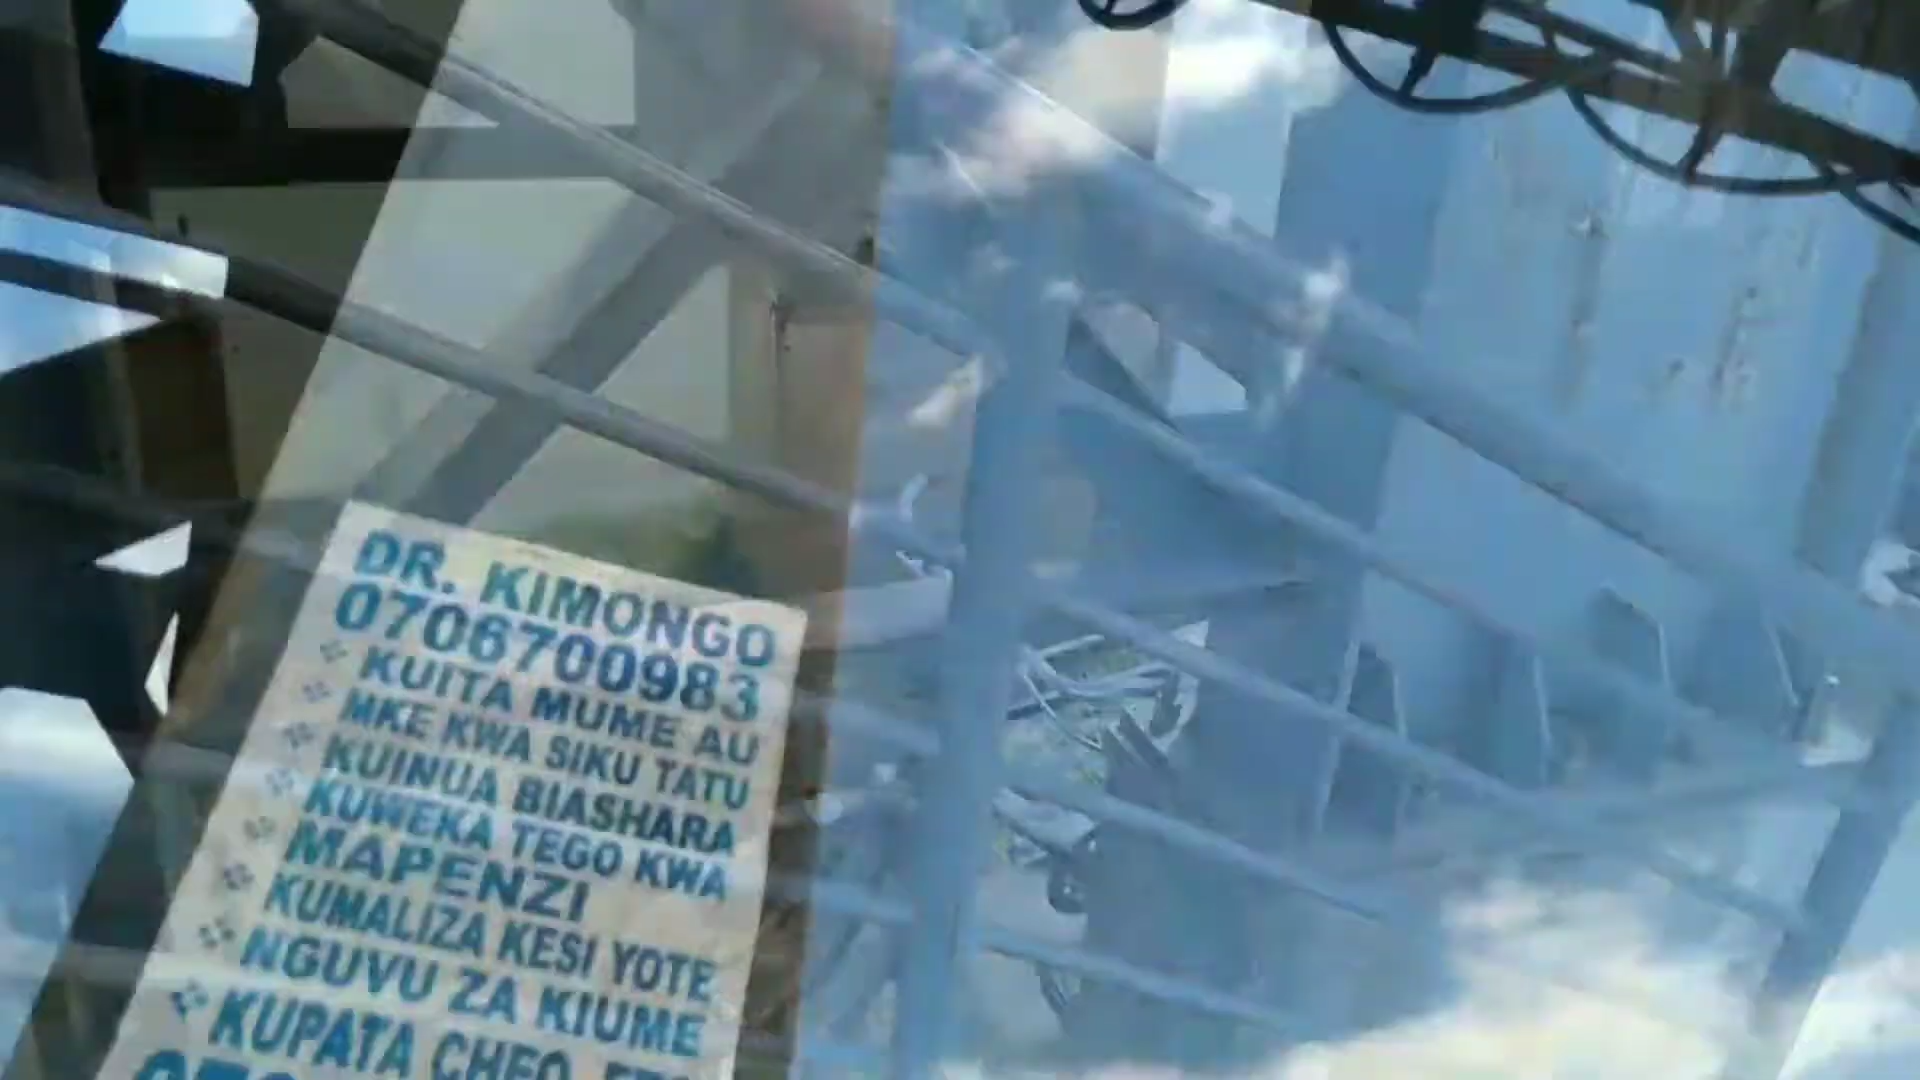 DR. KIMONGO
0706700983
KUITA MUME AU
MKE KWA SIKU TATU
KUINUA BIASHARA
KUWEKA TEGO KWA
MAPENZI
KUMALIZA KESI YOTE
NGUVU ZA KIUME
KUPATA CHEO